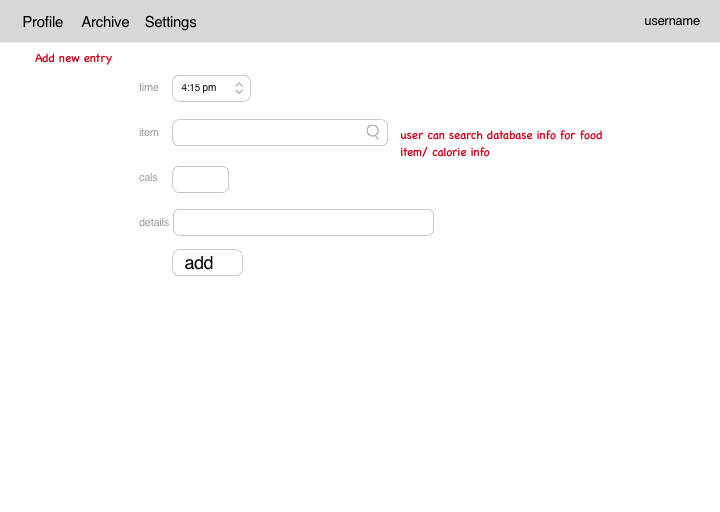 Profile Archive Settings username
Add new entry
time 4:15 pm
item
user can search database info for food
item/ calorie info
cals
details
add